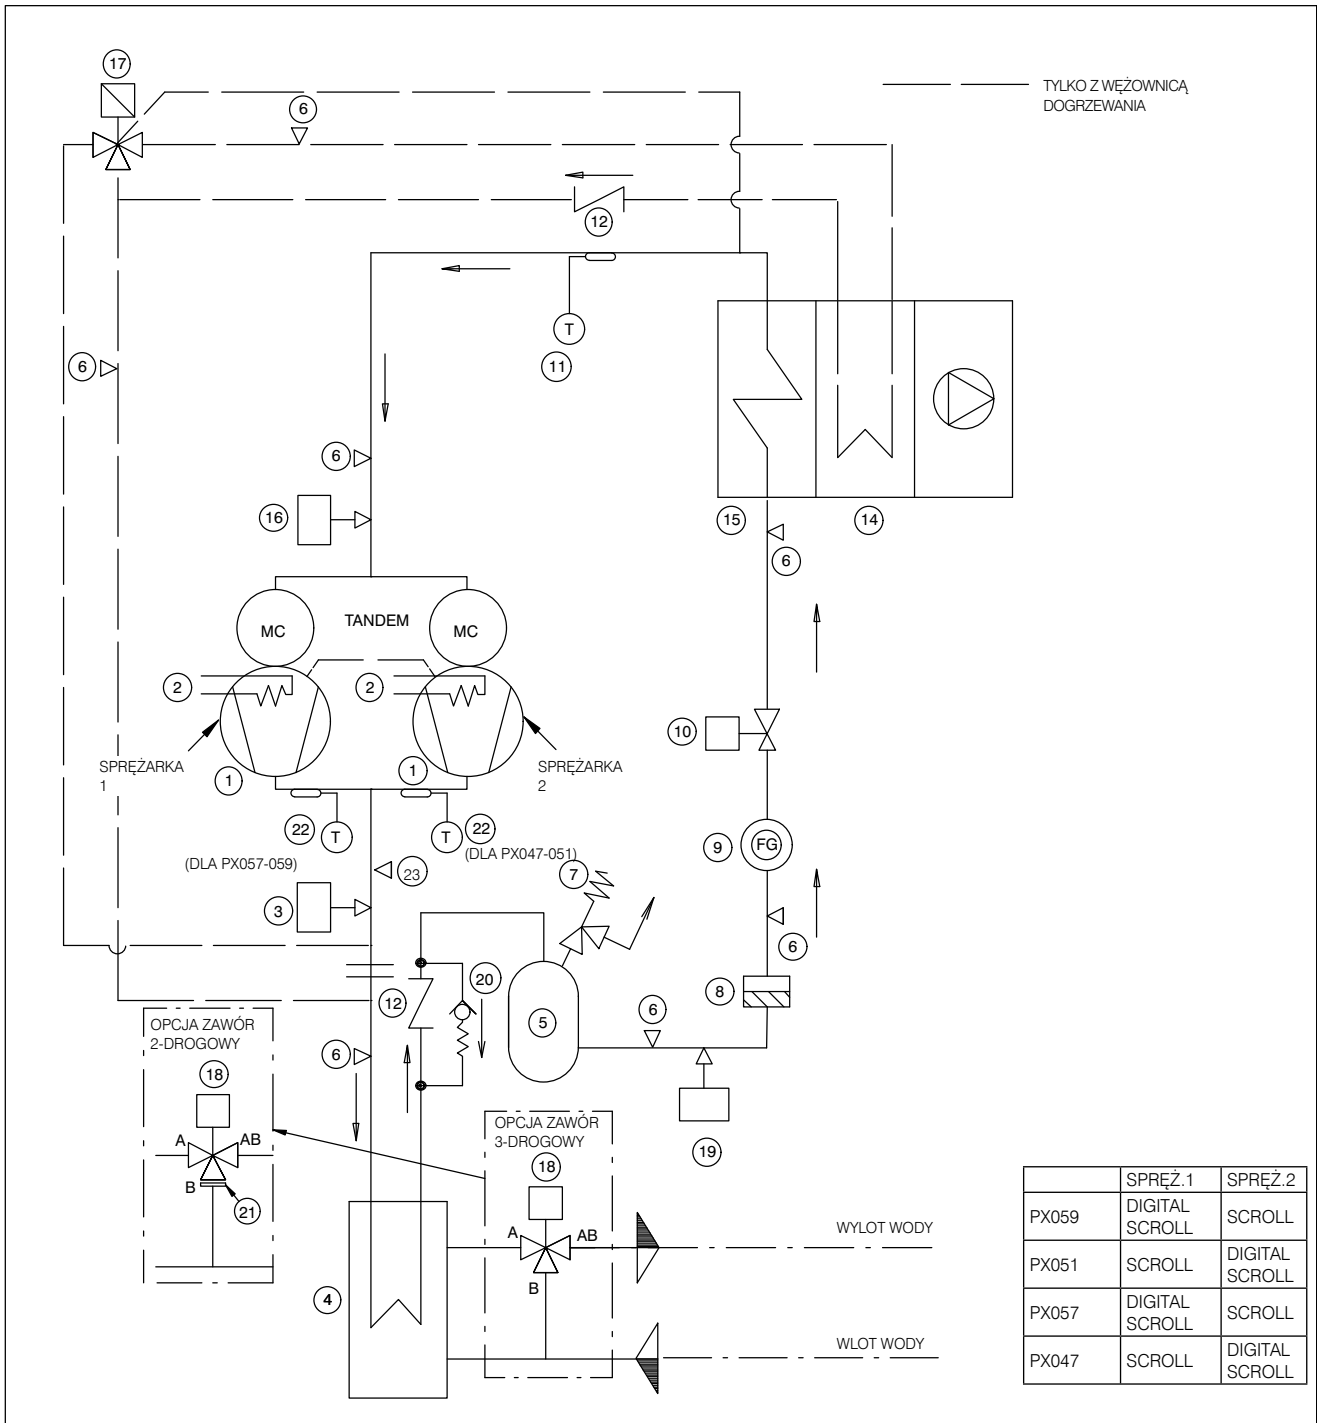 17
6
TYLKO Z WĘŻOWNICĄ
DOGRZEWANIA
12
T
11
6
6
16
15
14
6
MC
TANDEM
MC
2
2
10
SPRĘŻARKA
1
SPRĘŻARKA
2
1
1
22
T
T
22
9
FG
(DLA PX057-059)
(DLA PX047-051)
23
7
3
6
20
8
12
5
6
OPCJA ZAWÓR
2-DROGOWY
6
18
A
AB
B
21
OPCJA ZAWÓR
3-DROGOWY
18
19
A
AB
B
WYLOT WODY
4
WLOT WODY
SPRĘŻ.1 SPRĘŻ.2
PX059 DIGITAL SCROLL SCROLL
PX051 SCROLL DIGITAL SCROLL
PX057 DIGITAL SCROLL SCROLL
PX047 SCROLL DIGITAL SCROLL